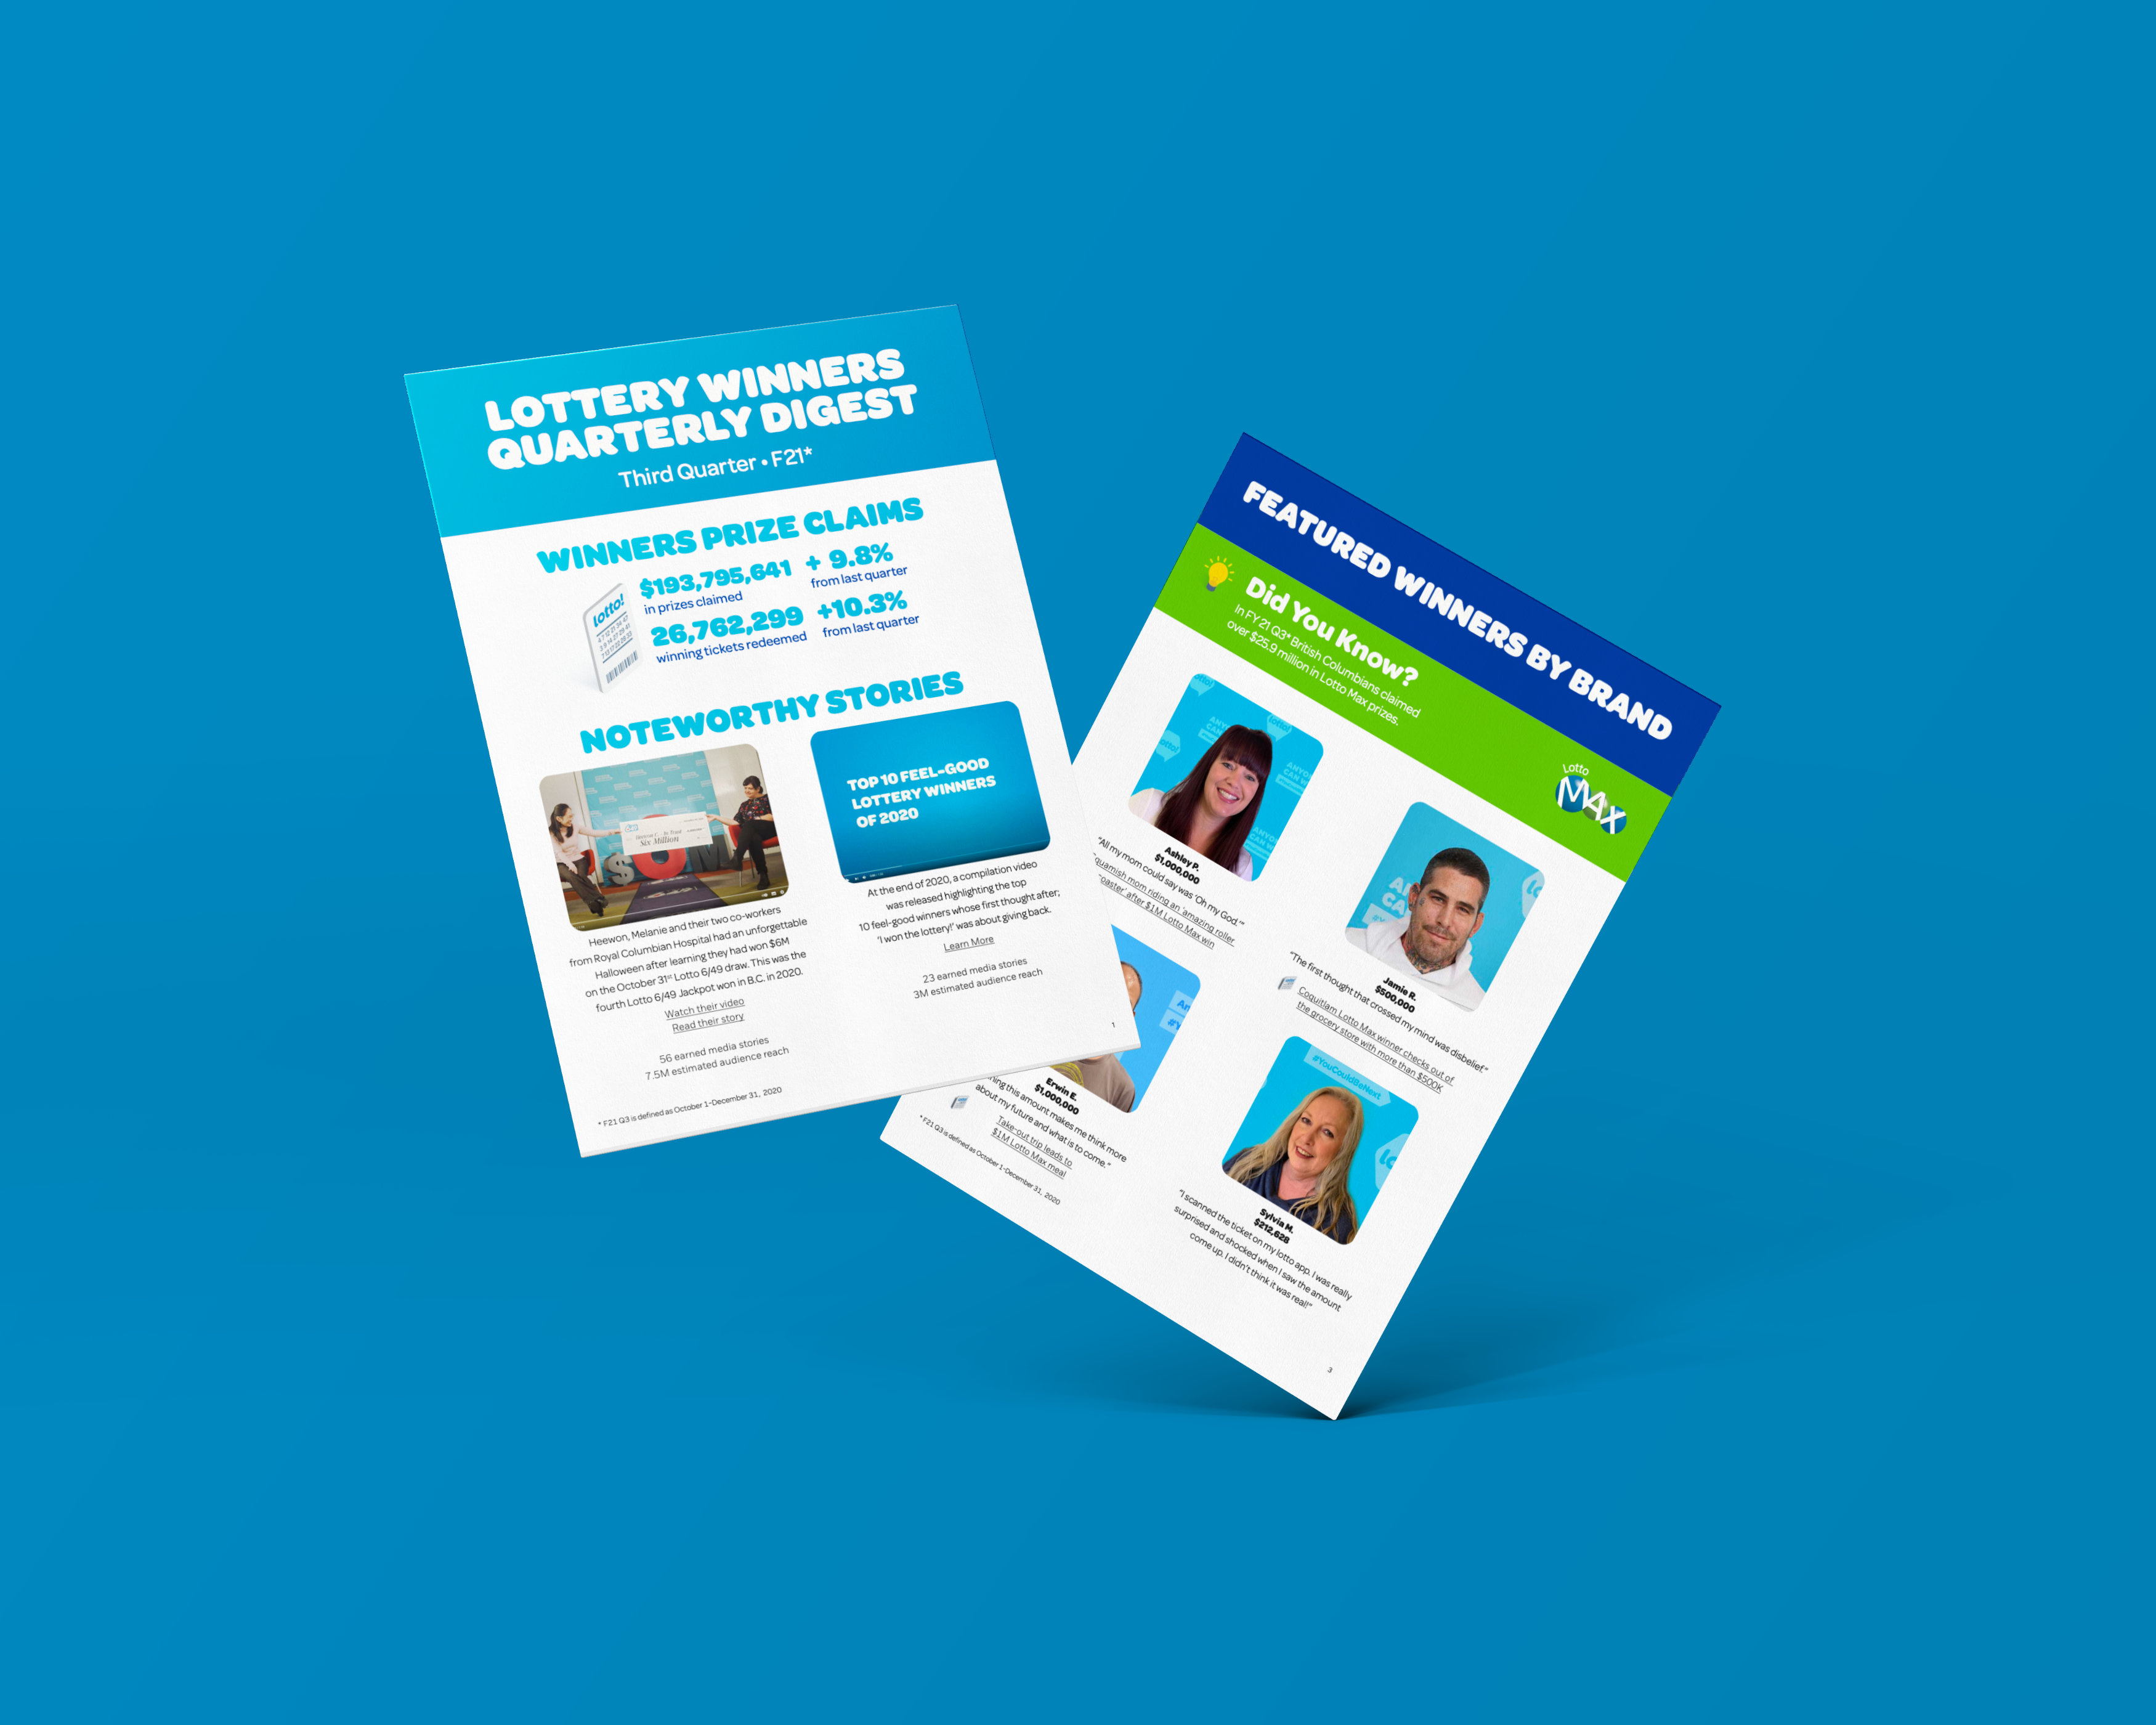 LOTTERY WINNERS
QUARTERLY DIGEST
Third Quarter • F21*
WINNERS PRIZE CLAIMS
lotto!
$193,795,641
in prizes claimed
+ 9.8%
from last quarter
26,762,299
winning tickets redeemed
+10.3%
from last quarter
NOTEWORTHY STORIES
Six Million
Heewon, Melanie and their two co-workers
from Royal Columbian Hospital had an unforgettable
Halloween after learning they had won $6M
on the October 31st Lotto 6/49 draw. This was the
fourth Lotto 6/49 Jackpot won in B.C. in 2020.
Watch their video
Read their story
56 earned media stories
7.5M estimated audience reach
TOP 10 FEEL-GOOD
LOTTERY WINNERS
OF 2020
At the end of 2020, a compilation video
was released highlighting the top
10 feel-good winners whose first thought after,
'I won the lottery!' was about giving back.
Learn More
23 earned media stories
3M estimated audience reach
* F21 Q3 is defined as October 1-December 31, 2020
1
FEATURED WINNERS BY BRAND
Did You Know?
In FY 21 Q3* British Columbians claimed
over $25.9 million in Lotto Max prizes.
Lotto
MAX
Ashley P.
$1,000,000
"All my mom could say was 'Oh my God.'"
quamish mom riding an 'amazing roller
coaster' after $1M Lotto Max win
Jamie R.
$500,000
"The first thought that crossed my mind was disbelief."
Coquitlam Lotto Max winner checks out of
the grocery store with more than $500K
Erwin E.
$1,000,000
ning this amount makes me think more
about my future and what is to come."
Take-out trip leads to
$1M Lotto Max meal
#YouCouldBeNext
Sylvia M.
$212,628
"I scanned the ticket on my lotto app. I was really
surprised and shocked when I saw the amount
come up. I didn't think it was real!"
* F21 Q3 is defined as October 1-December 31, 2020
3